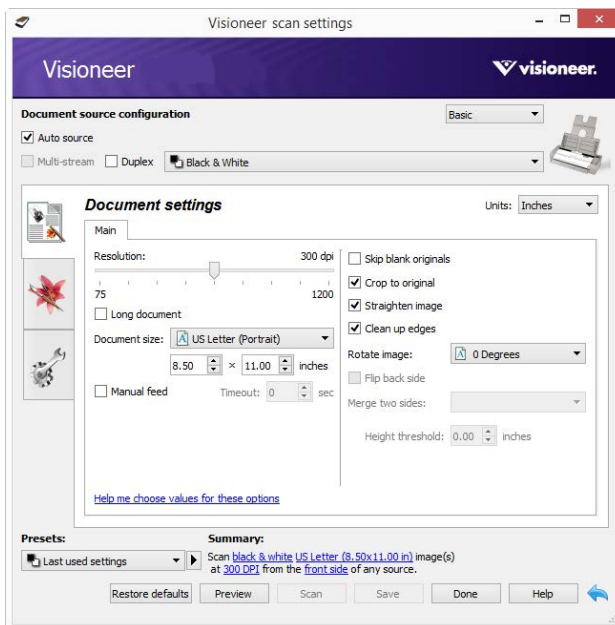 Visioneer scan settings
Visioneer
visioneer.
Document source configuration
Basic
Auto source
Multi-stream Duplex Black & White
Document settings
Units: Inches
Main
Resolution: 300 dpi
75 1200
Long document
Document size: US Letter (Portrait)
8.50 × 11.00 inches
Manual feed Timeout: 0 sec
Skip blank originals
Crop to original
Straighten image
Clean up edges
Rotate image: 0 Degrees
Flip back side
Merge two sides:
Height threshold: 0.00 inches
Help me choose values for these options
Presets:
Last used settings
Summary:
Scan black & white US Letter (8.50x11.00 in) image(s)
at 300 DPI from the front side of any source.
Restore defaults Preview Scan Save Done Help